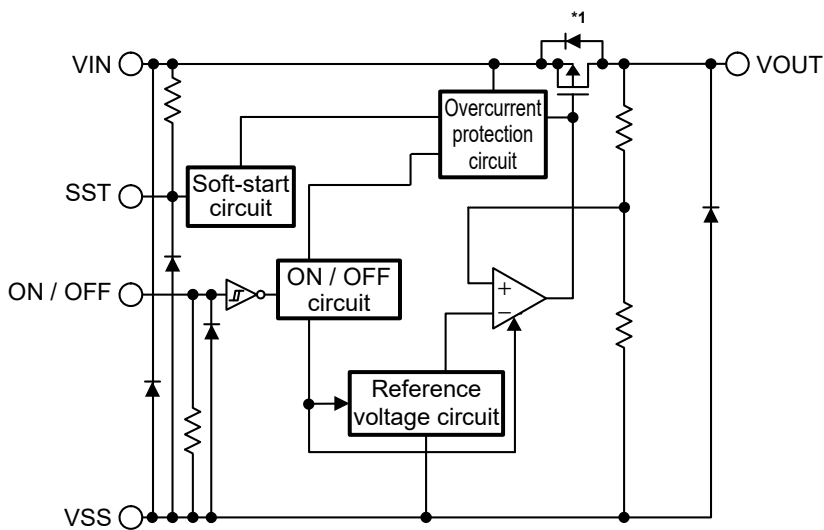 *1
VIN
VOUT
Overcurrent
protection
circuit
SST
Soft-start
circuit
ON / OFF
ON / OFF
circuit
+
−
Reference
voltage circuit
VSS